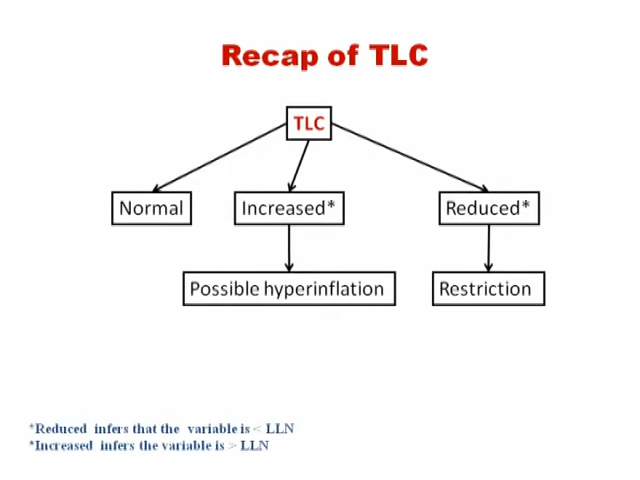 Recap of TLC
TLC
Normal
Increased*
Reduced*
Possible hyperinflation
Restriction
*Reduced infers that the variable is < LLN
*Increased infers the variable is > LLN